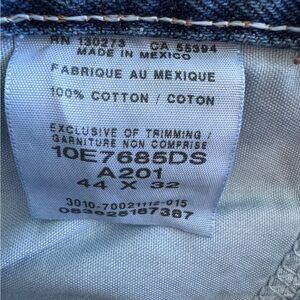 RN 130273 CA 55394
MADE IN MEXICO
FABRIQUE AU MEXIQUE
100% COTTON / COTON
EXCLUSIVE OF TRIMMING /
GARNITURE NON COMPRISE
10E7685DS
A201
44 X 32
3010-70021112-015
083625187387